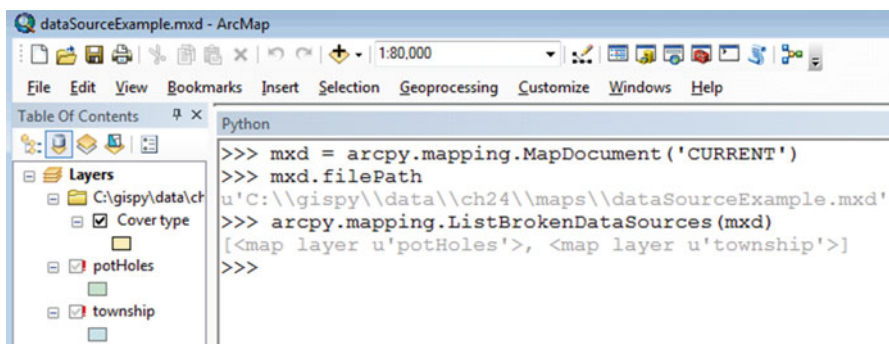 dataSourceExample.mxd - ArcMap
1:80,000
File Edit View Bookmarks Insert Selection Geoprocessing Customize Windows Help
Table Of Contents
Layers
C:\gispy\data\ch
Cover type
potHoles
township
Python
>>> mxd = arcpy.mapping.MapDocument('CURRENT')
>>> mxd.filePath
u'C:\\gispy\\data\\ch24\\maps\\dataSourceExample.mxd'
>>> arcpy.mapping.ListBrokenDataSources(mxd)
[<map layer u'potHoles'>, <map layer u'township'>]
>>>